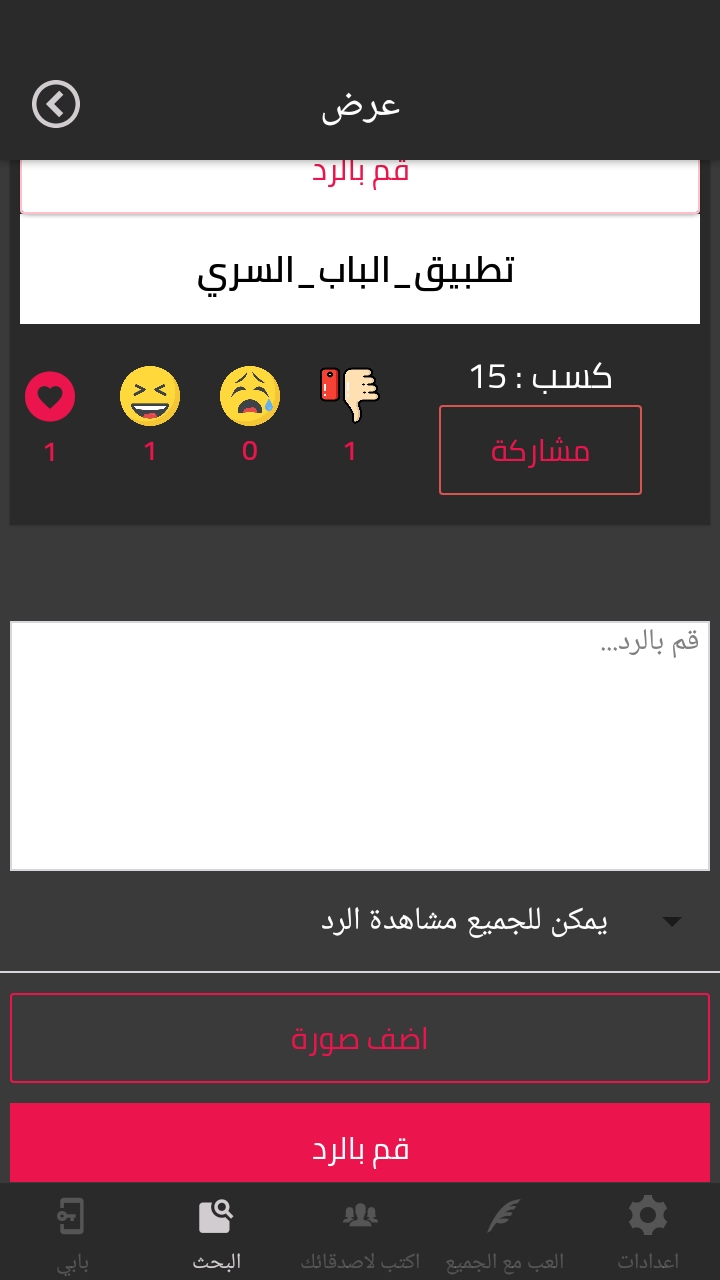 عرض
قم بالرد
تطبيق_الباب_السري
كسب : 15
1 1 0 1
مشاركة
قم بالرد...
يمكن للجميع مشاهدة الرد
اضف صورة
قم بالرد
بابي البحث اكتب لاصدقائك العب مع الجميع اعدادات